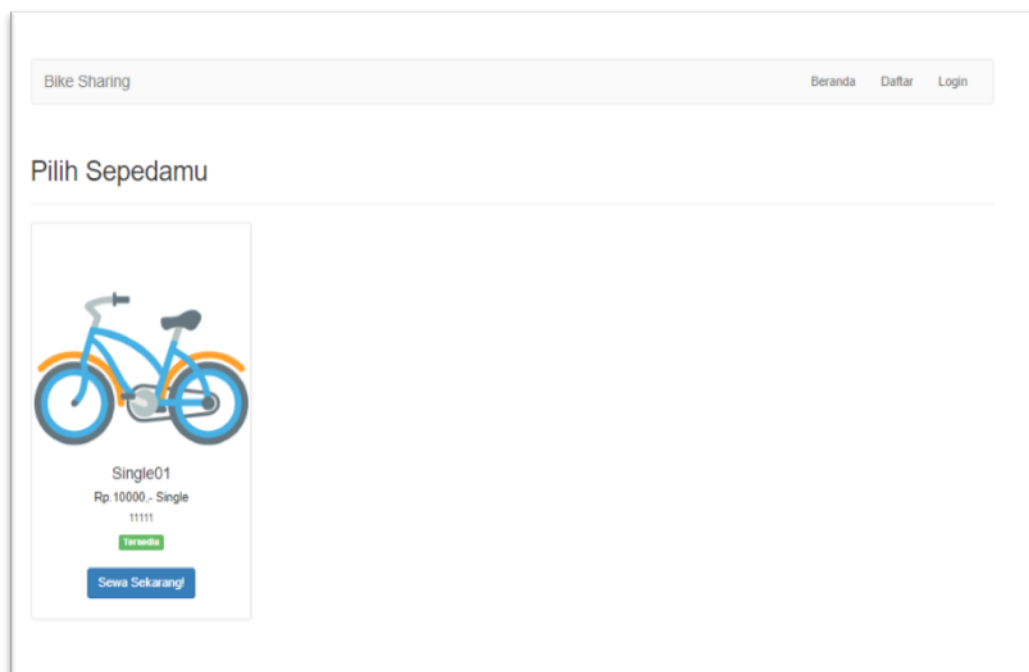 Bike Sharing Beranda Daftar Login
Pilih Sepedamu
Single01
Rp.10000,- Single
11111
Tersedia
Sewa Sekarang!